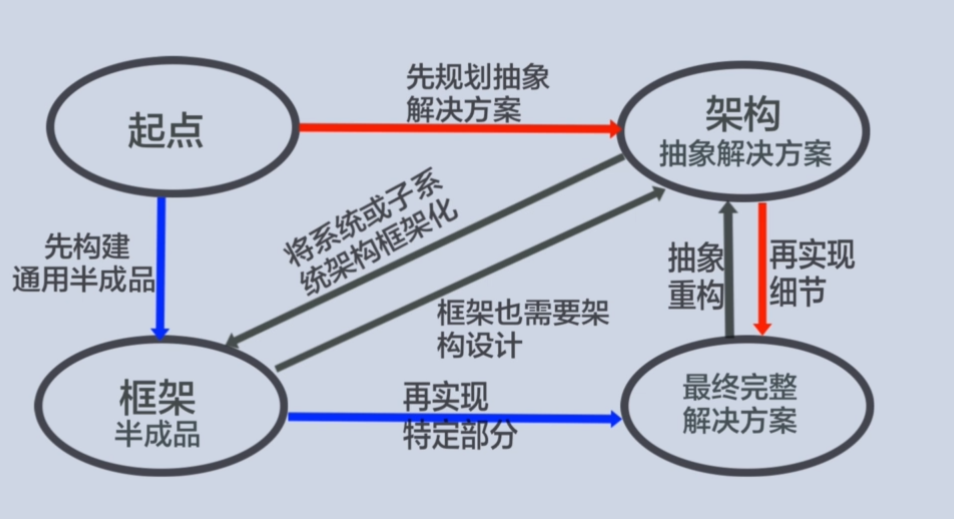 先规划抽象
解决方案
起点
架构
抽象解决方案
将系统或子系
统架构框架化
先构建
通用半成品
抽象
重构
再实现
细节
框架也需要架
构设计
框架
半成品
再实现
特定部分
最终完整
解决方案